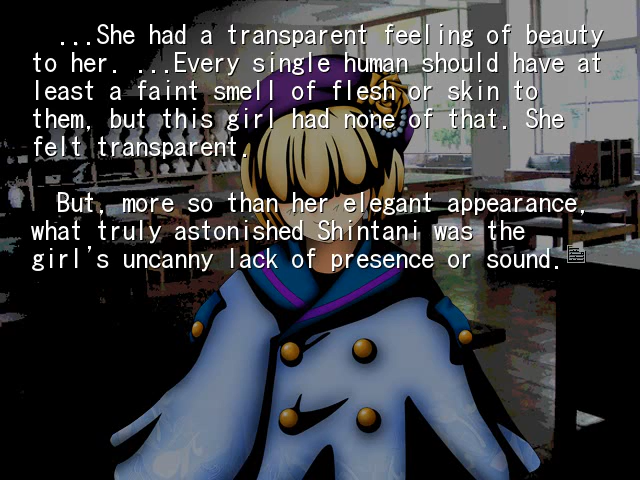 ...She had a transparent feeling of beauty
to her. ...Every single human should have at
least a faint smell of flesh or skin to
them, but this girl had none of that. She
felt transparent.
But, more so than her elegant appearance,
what truly astonished Shintani was the
girl's uncanny lack of presence or sound.